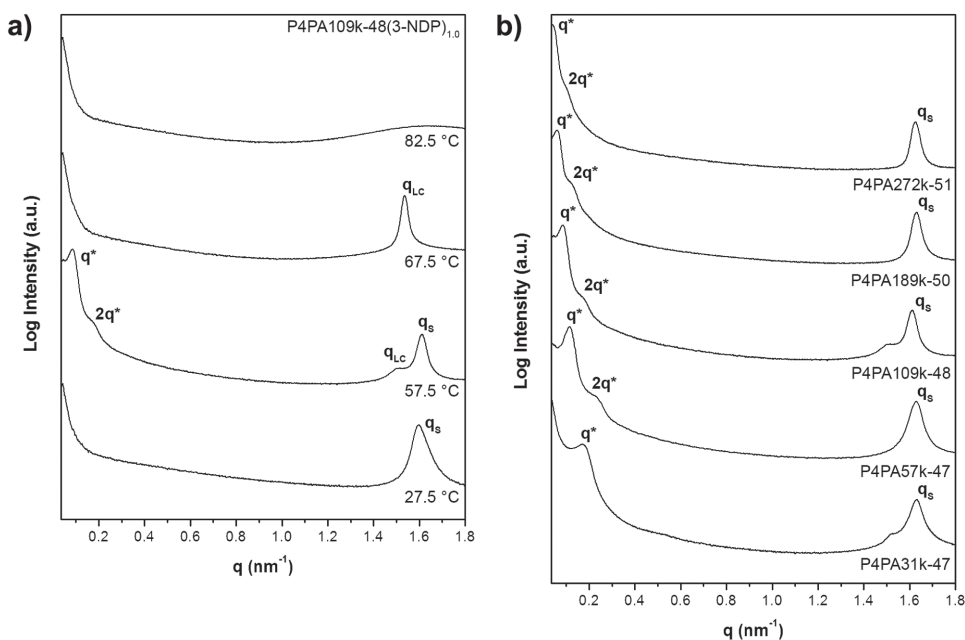 a)
P4PA109k-48(3-NDP)1.0
82.5 °C
qLC
67.5 °C
q*
2q*
qLC
qS
57.5 °C
qS
27.5 °C
Log Intensity (a.u.)
0.2 0.4 0.6 0.8 1.0 1.2 1.4 1.6 1.8
q (nm-1)
b)
q*
2q*
qS
P4PA272k-51
q*
2q*
qS
P4PA189k-50
q*
2q*
qS
P4PA109k-48
q*
2q*
qS
P4PA57k-47
q*
qS
P4PA31k-47
Log Intensity (a.u.)
0.2 0.4 0.6 0.8 1.0 1.2 1.4 1.6 1.8
q (nm-1)